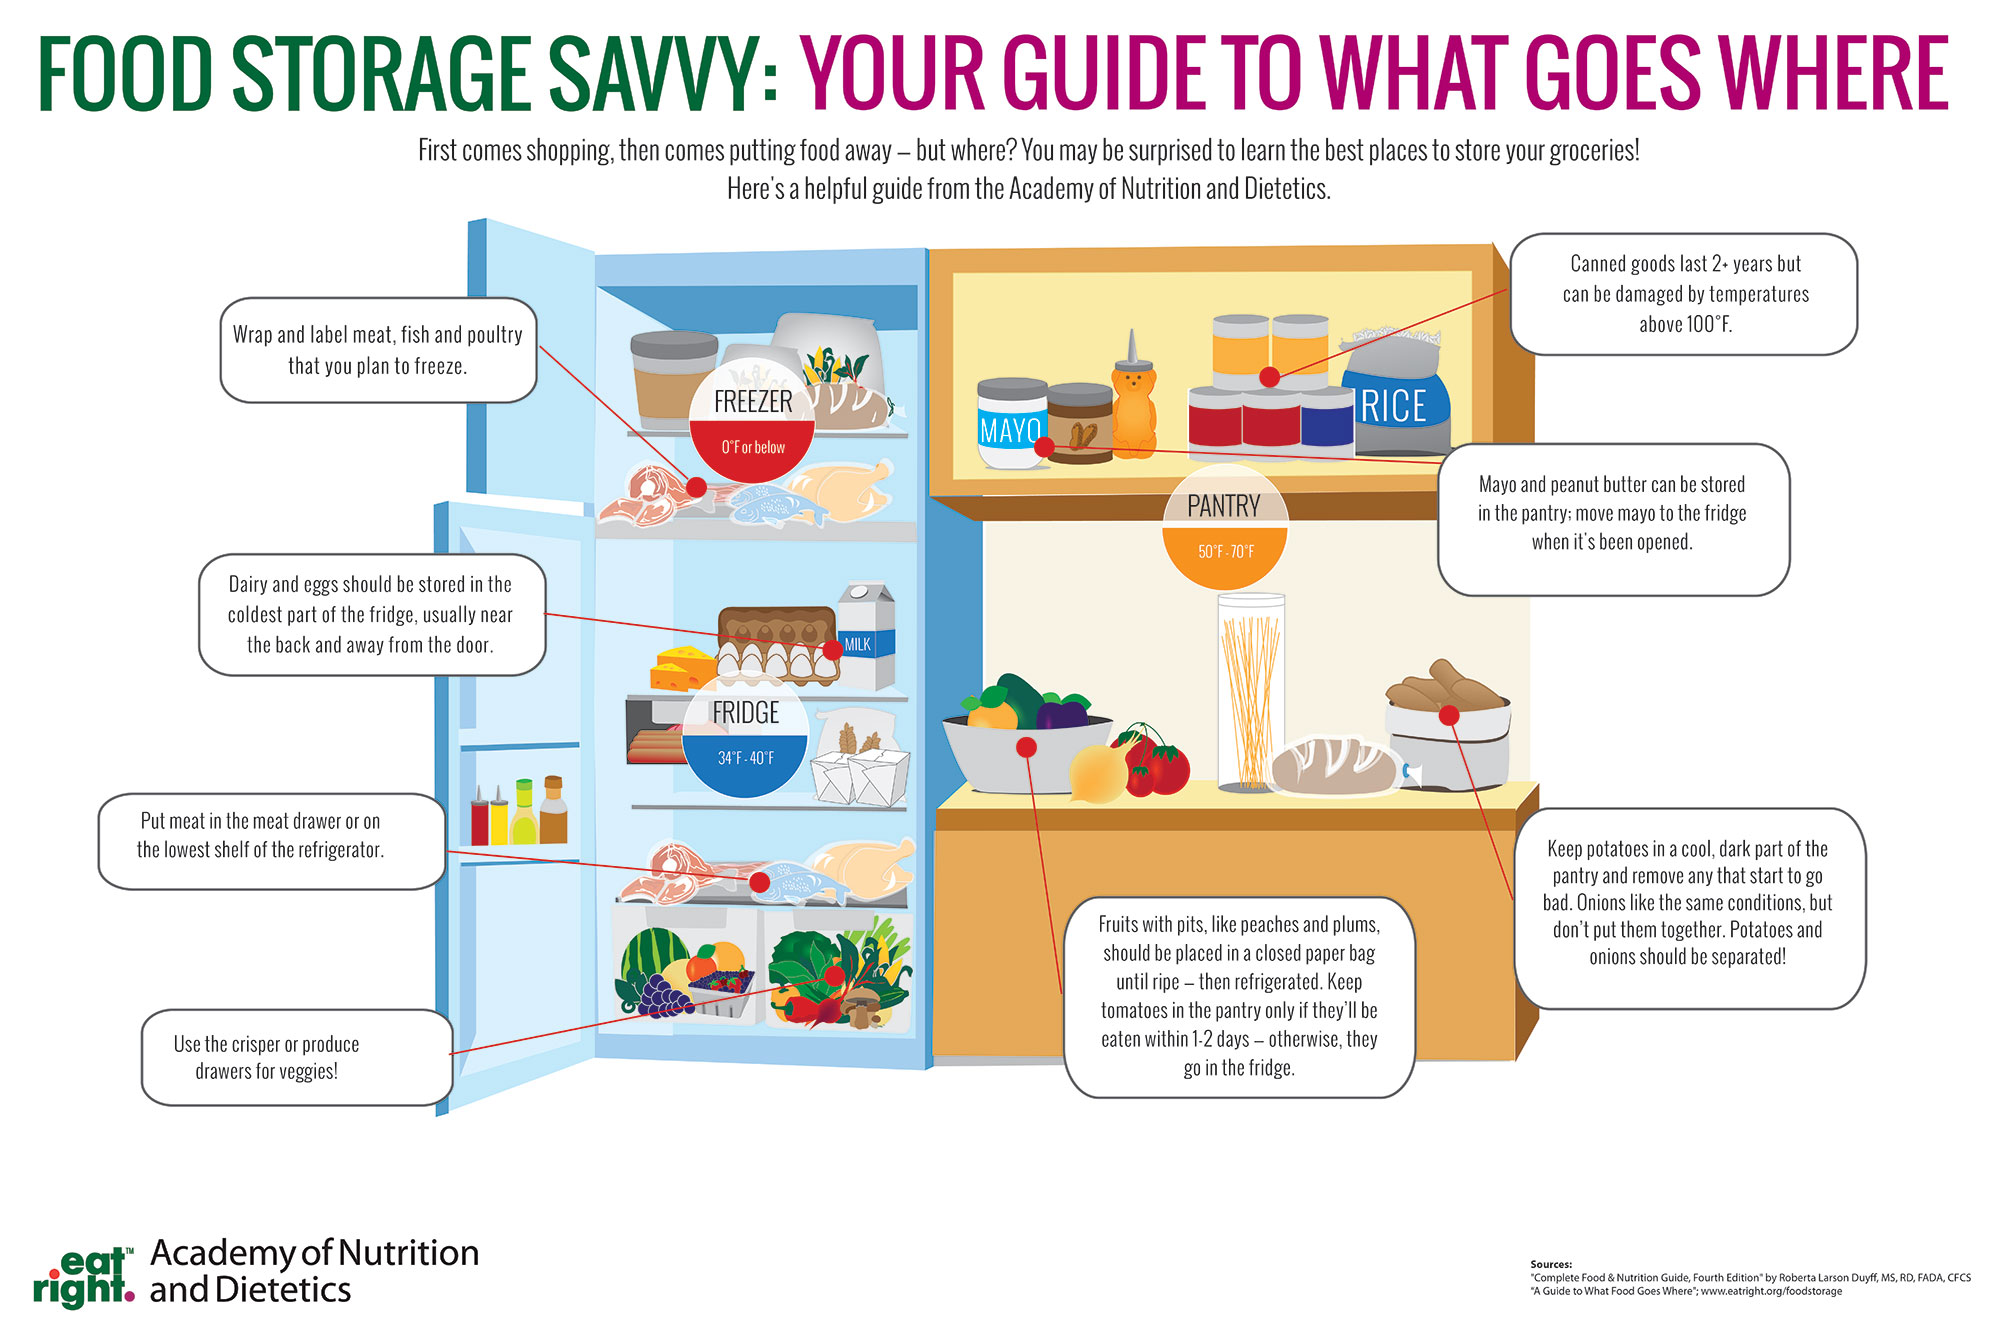 FOOD STORAGE SAVVY: YOUR GUIDE TO WHAT GOES WHERE
First comes shopping, then comes putting food away – but where? You may be surprised to learn the best places to store your groceries!
Here's a helpful guide from the Academy of Nutrition and Dietetics.
Wrap and label meat, fish and poultry
that you plan to freeze.
FREEZER
0°F or below
Dairy and eggs should be stored in the
coldest part of the fridge, usually near
the back and away from the door.
MILK
FRIDGE
34°F - 40°F
Put meat in the meat drawer or on
the lowest shelf of the refrigerator.
Use the crisper or produce
drawers for veggies!
Canned goods last 2+ years but
can be damaged by temperatures
above 100°F.
MAYO
RICE
Mayo and peanut butter can be stored
in the pantry; move mayo to the fridge
when it's been opened.
PANTRY
50°F - 70°F
Fruits with pits, like peaches and plums,
should be placed in a closed paper bag
until ripe – then refrigerated. Keep
tomatoes in the pantry only if they'll be
eaten within 1-2 days – otherwise, they
go in the fridge.
Keep potatoes in a cool, dark part of the
pantry and remove any that start to go
bad. Onions like the same conditions, but
don't put them together. Potatoes and
onions should be separated!
eat™
right.
Academy of Nutrition
and Dietetics
Sources:
"Complete Food & Nutrition Guide, Fourth Edition" by Roberta Larson Duyff, MS, RD, FADA, CFCS
"A Guide to What Food Goes Where"; www.eatright.org/foodstorage